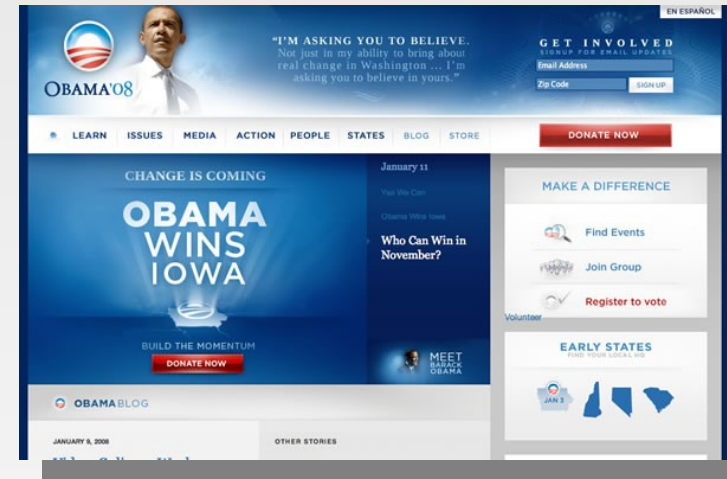 EN ESPAÑOL
"I'M ASKING YOU TO BELIEVE.
Not just in my ability to bring about
real change in Washington ... I'm
asking you to believe in yours."
GET INVOLVED
SIGNUP FOR EMAIL UPDATES
Email Address
Zip Code
SIGN UP
OBAMA'08
LEARN ISSUES MEDIA ACTION PEOPLE STATES BLOG STORE
DONATE NOW
CHANGE IS COMING
OBAMA
WINS
IOWA
BUILD THE MOMENTUM
DONATE NOW
January 11
Yes We Can
Obama Wins Iowa
Who Can Win in
November?
MEET
BARACK
OBAMA
MAKE A DIFFERENCE
Find Events
Join Group
Register to vote
Volunteer
EARLY STATES
FIND YOUR LOCAL HQ
JAN 3
OBAMABLOG
JANUARY 9, 2008
OTHER STORIES